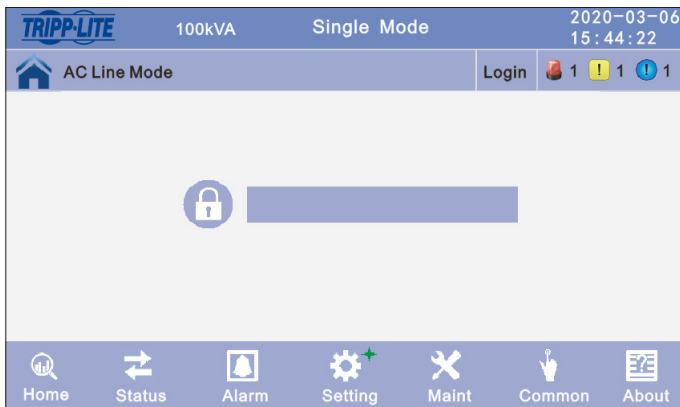 TRIPP·LITE 100kVA Single Mode 2020-03-06
15:44:22
AC Line Mode Login 1 ! 1 ! 1
Home Status Alarm Setting Maint Common About